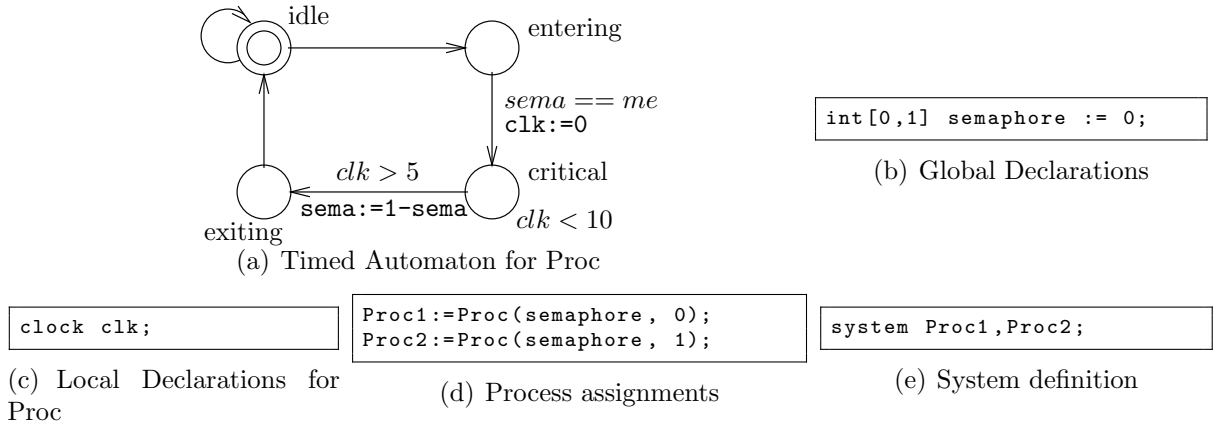 idle
entering
sema == me
clk:=0
clk > 5
critical
sema:=1-sema
clk < 10
exiting
(a) Timed Automaton for Proc
int[0,1] semaphore := 0;
(b) Global Declarations
clock clk;
(c) Local Declarations for
Proc
Proc1:=Proc(semaphore, 0);
Proc2:=Proc(semaphore, 1);
(d) Process assignments
system Proc1,Proc2;
(e) System definition